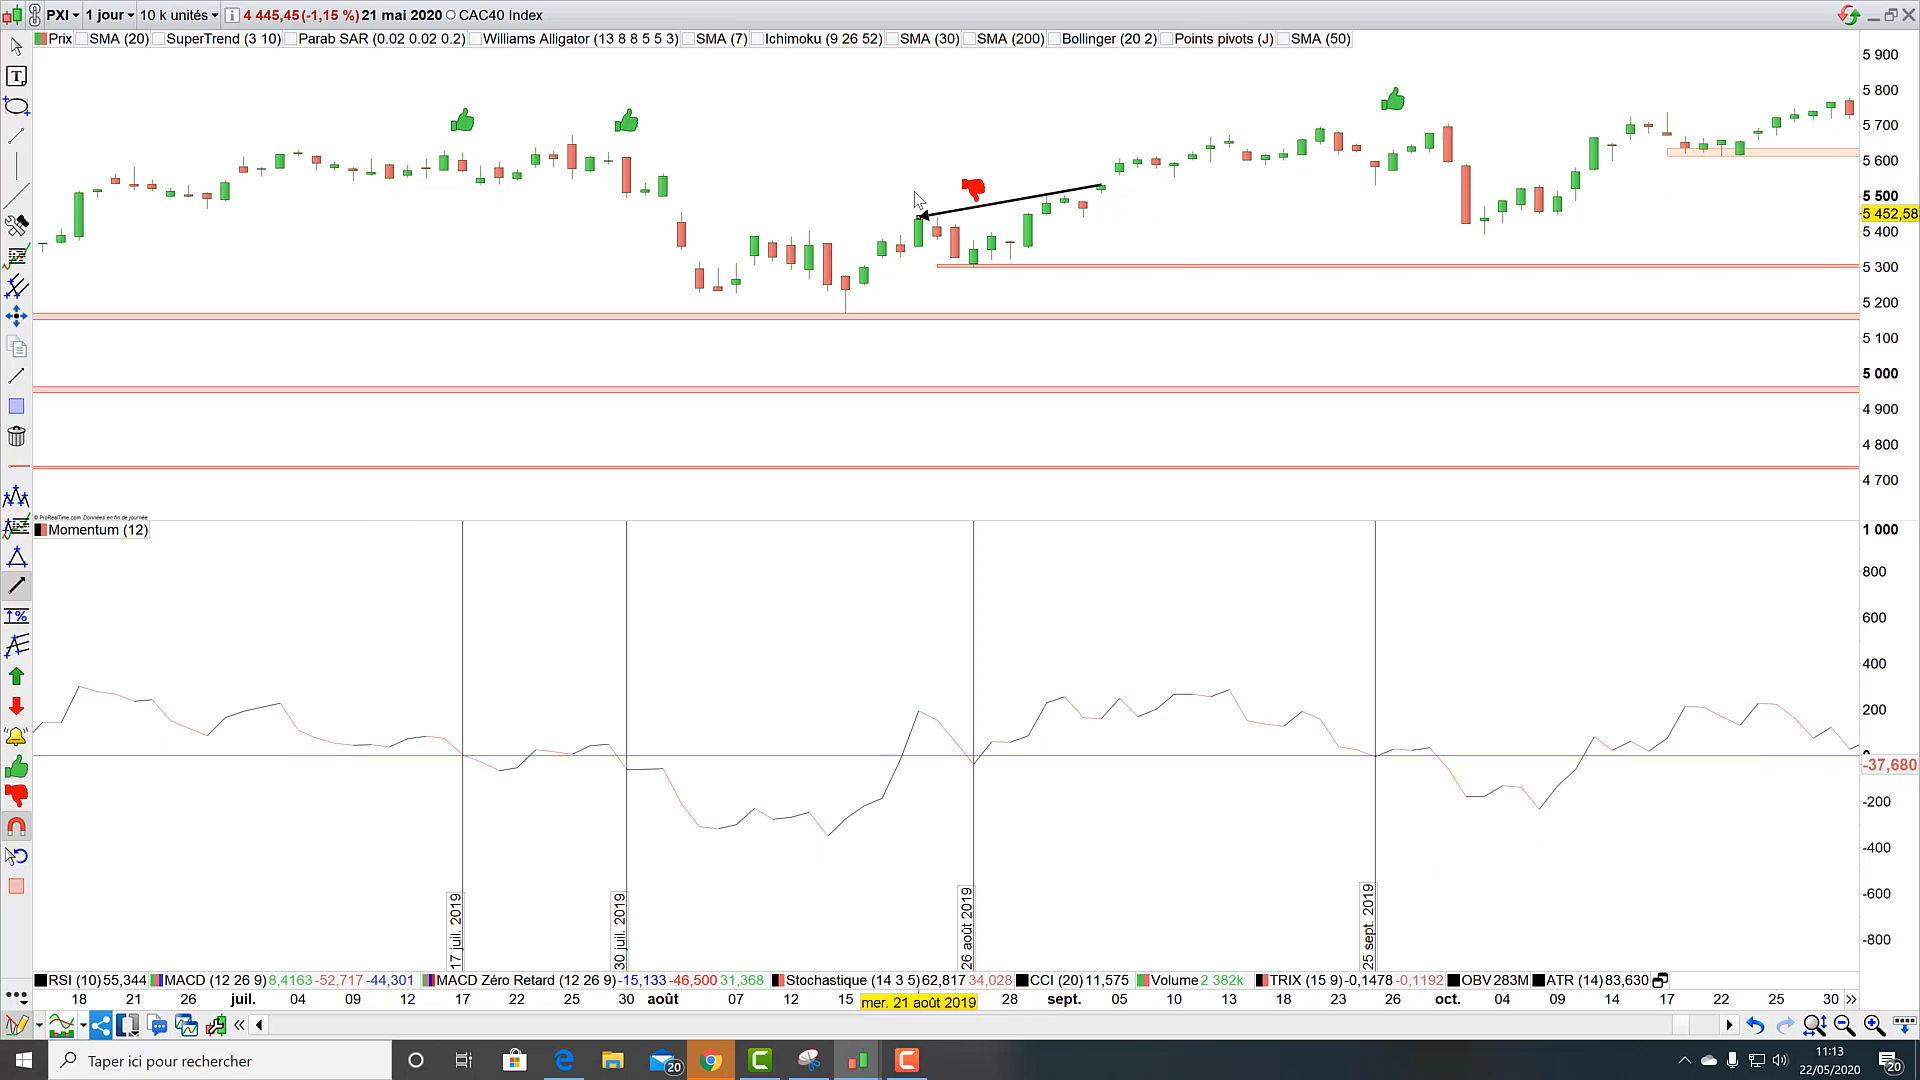 PXI 1 jour 10 k unités 4 445,45(-1,15 %) 21 mai 2020 CAC40 Index
Prix SMA (20) SuperTrend (3 10) Parab SAR (0.02 0.02 0.2) Williams Alligator (13 8 8 5 5 3) SMA (7) Ichimoku (9 26 52) SMA (30) SMA (200) Bollinger (20 2) Points pivots (J) SMA (50)
5 900
5 800
5 700
5 600
5 500
5 452,58
5 400
5 300
5 200
5 100
5 000
4 900
4 800
4 700
© ProRealTime.com Données en fin de journée
Momentum (12)
1 000
800
600
400
200
0
-37,680
-200
-400
-600
-800
17 juil. 2019
30 juil. 2019
26 août 2019
25 sept. 2019
RSI (10) 55,344 MACD (12 26 9) 8,4163 -52,717 -44,301 MACD Zéro Retard (12 26 9) -15,133 -46,500 31,368 Stochastique (14 3 5) 62,817 34,028 CCI (20) 11,575 Volume 2 382k TRIX (15 9) -0,1478 -0,1192 OBV 283M ATR (14) 83,630
18 21 26 juil. 04 09 12 17 22 25 30 août 07 12 15 mer. 21 août 2019 28 sept. 05 10 13 18 23 26 oct. 04 09 14 17 22 25 30
Taper ici pour rechercher
20
11:13
22/05/2020
20